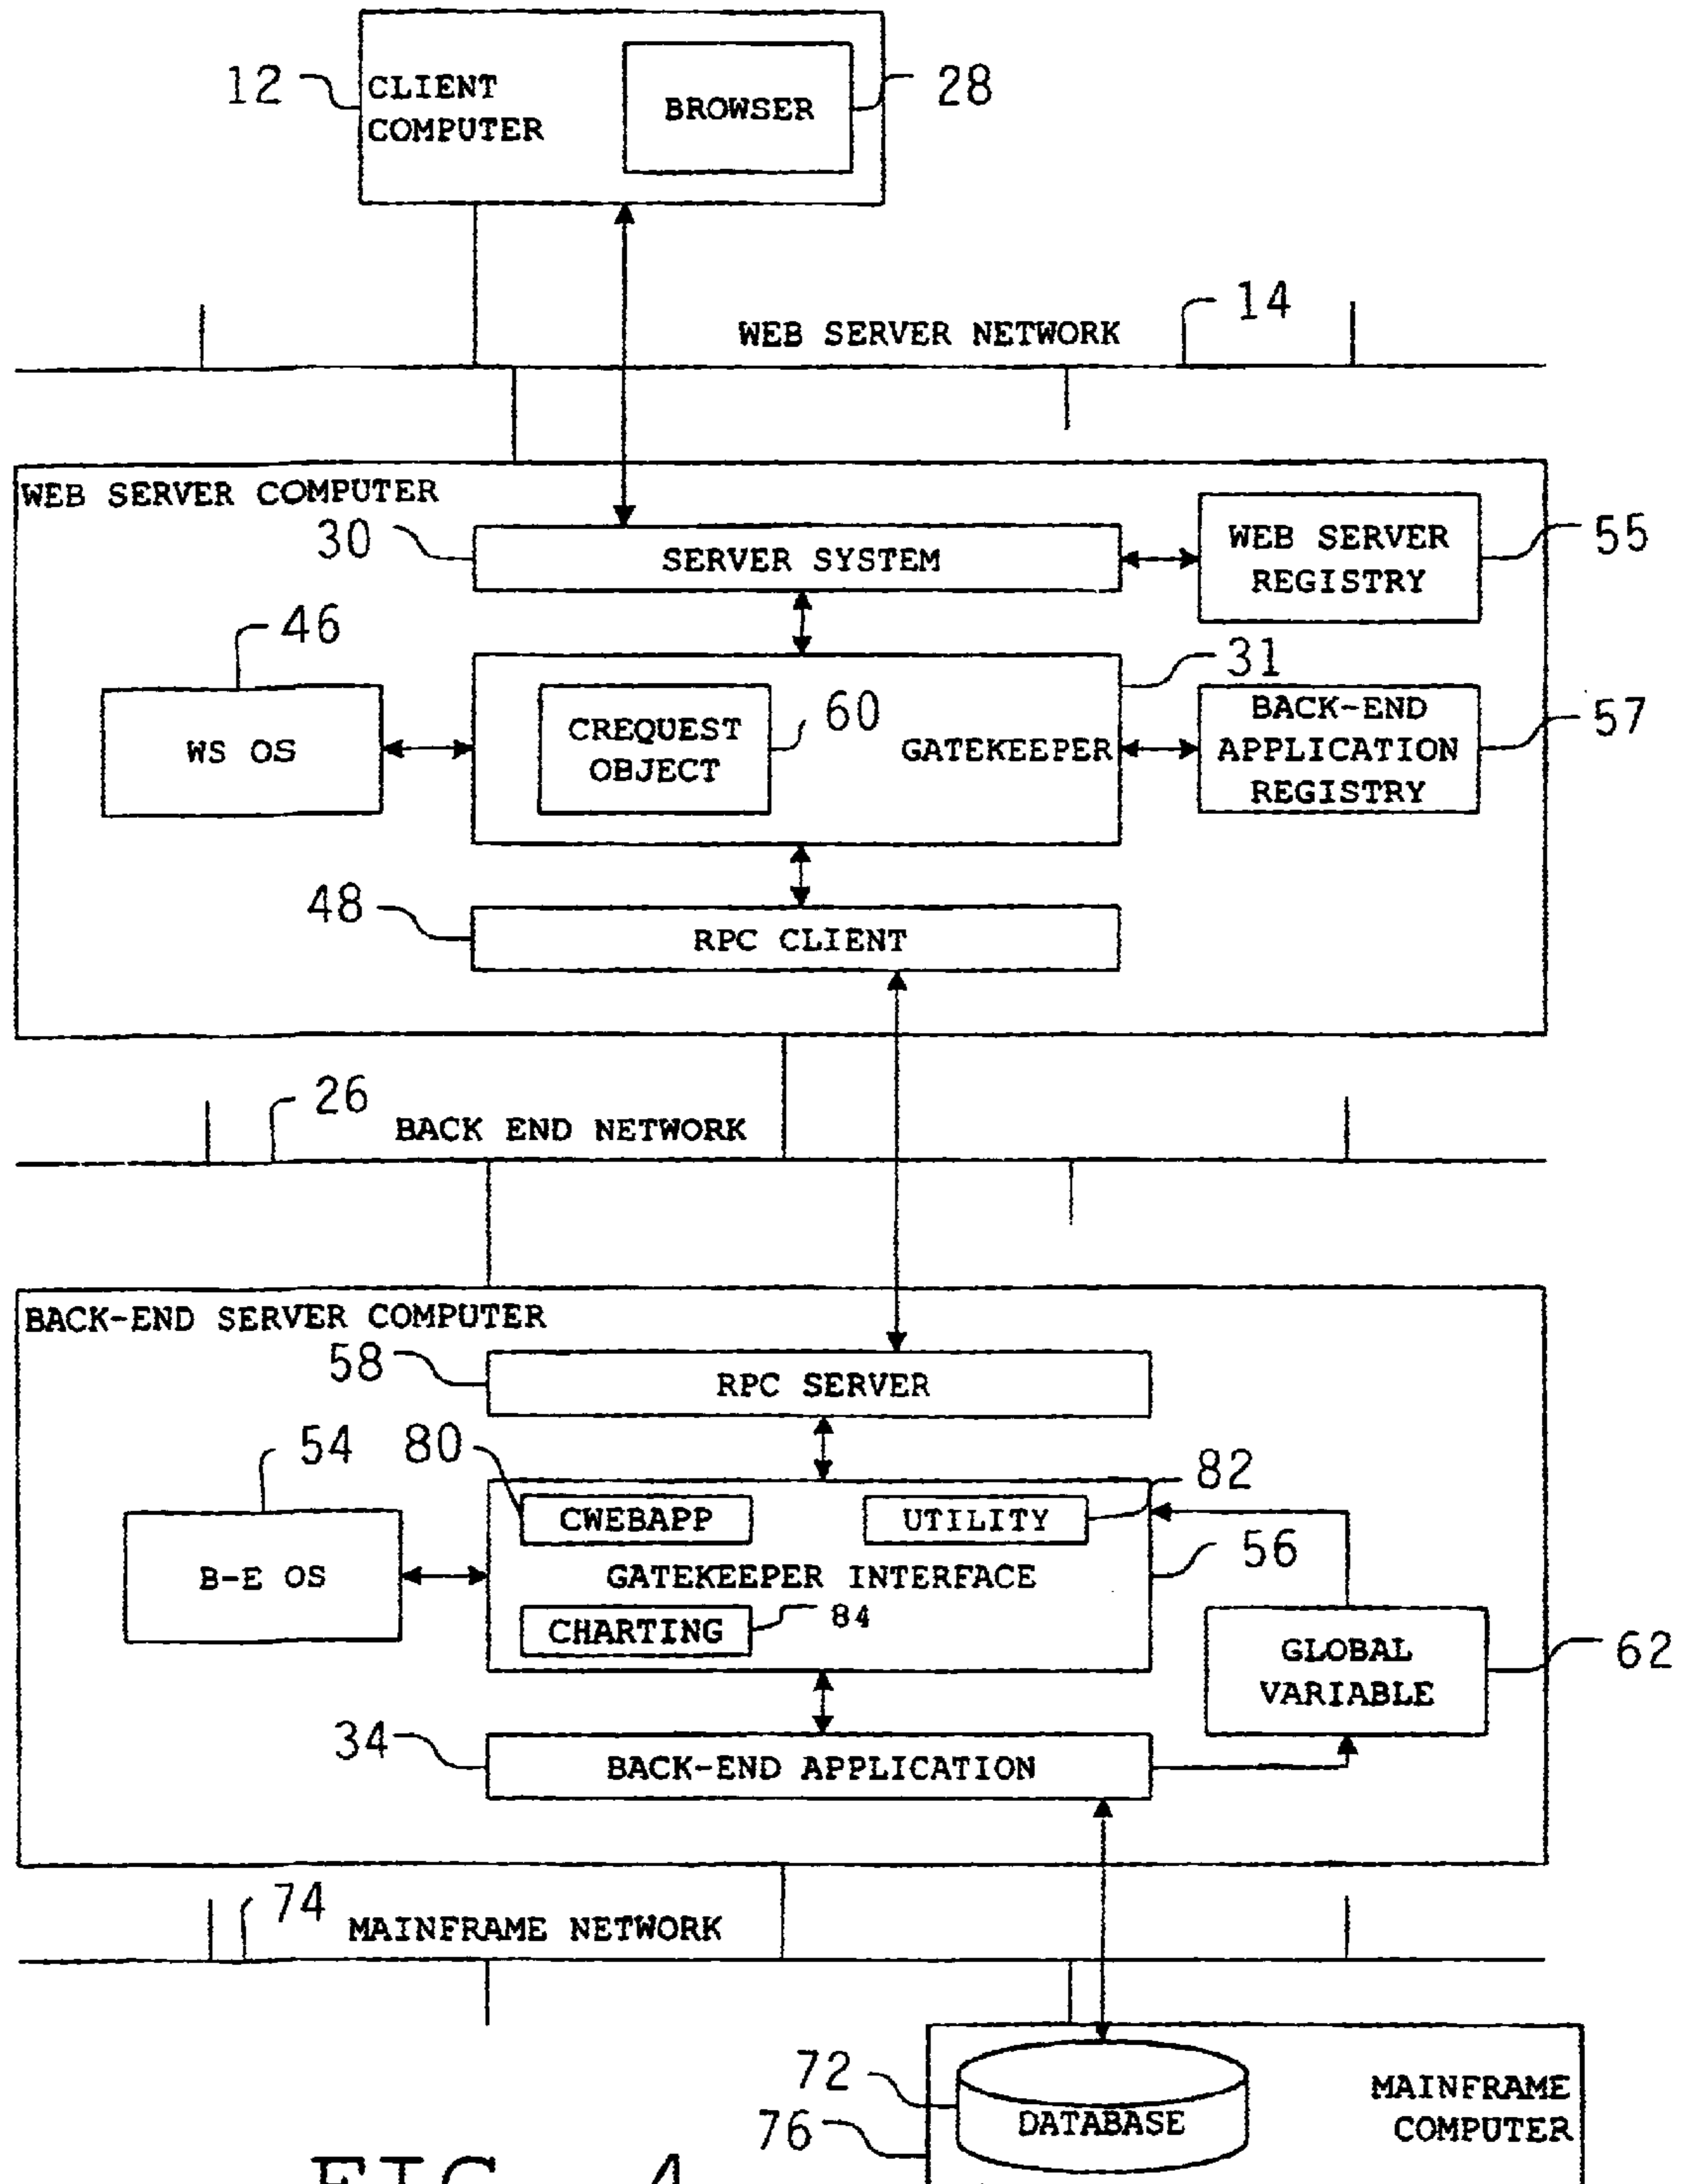 12
CLIENT
COMPUTER
BROWSER
28
WEB SERVER NETWORK
14
WEB SERVER COMPUTER
30
SERVER SYSTEM
WEB SERVER
REGISTRY
55
46
WS OS
CREQUEST
OBJECT
60
GATEKEEPER
31
BACK-END
APPLICATION
REGISTRY
57
48
RPC CLIENT
26
BACK END NETWORK
BACK-END SERVER COMPUTER
58
RPC SERVER
54
80
CWEBAPP
UTILITY
82
B-E OS
GATEKEEPER INTERFACE
56
CHARTING
84
GLOBAL
VARIABLE
62
34
BACK-END APPLICATION
74
MAINFRAME NETWORK
72
DATABASE
76
MAINFRAME
COMPUTER
FIG. 4